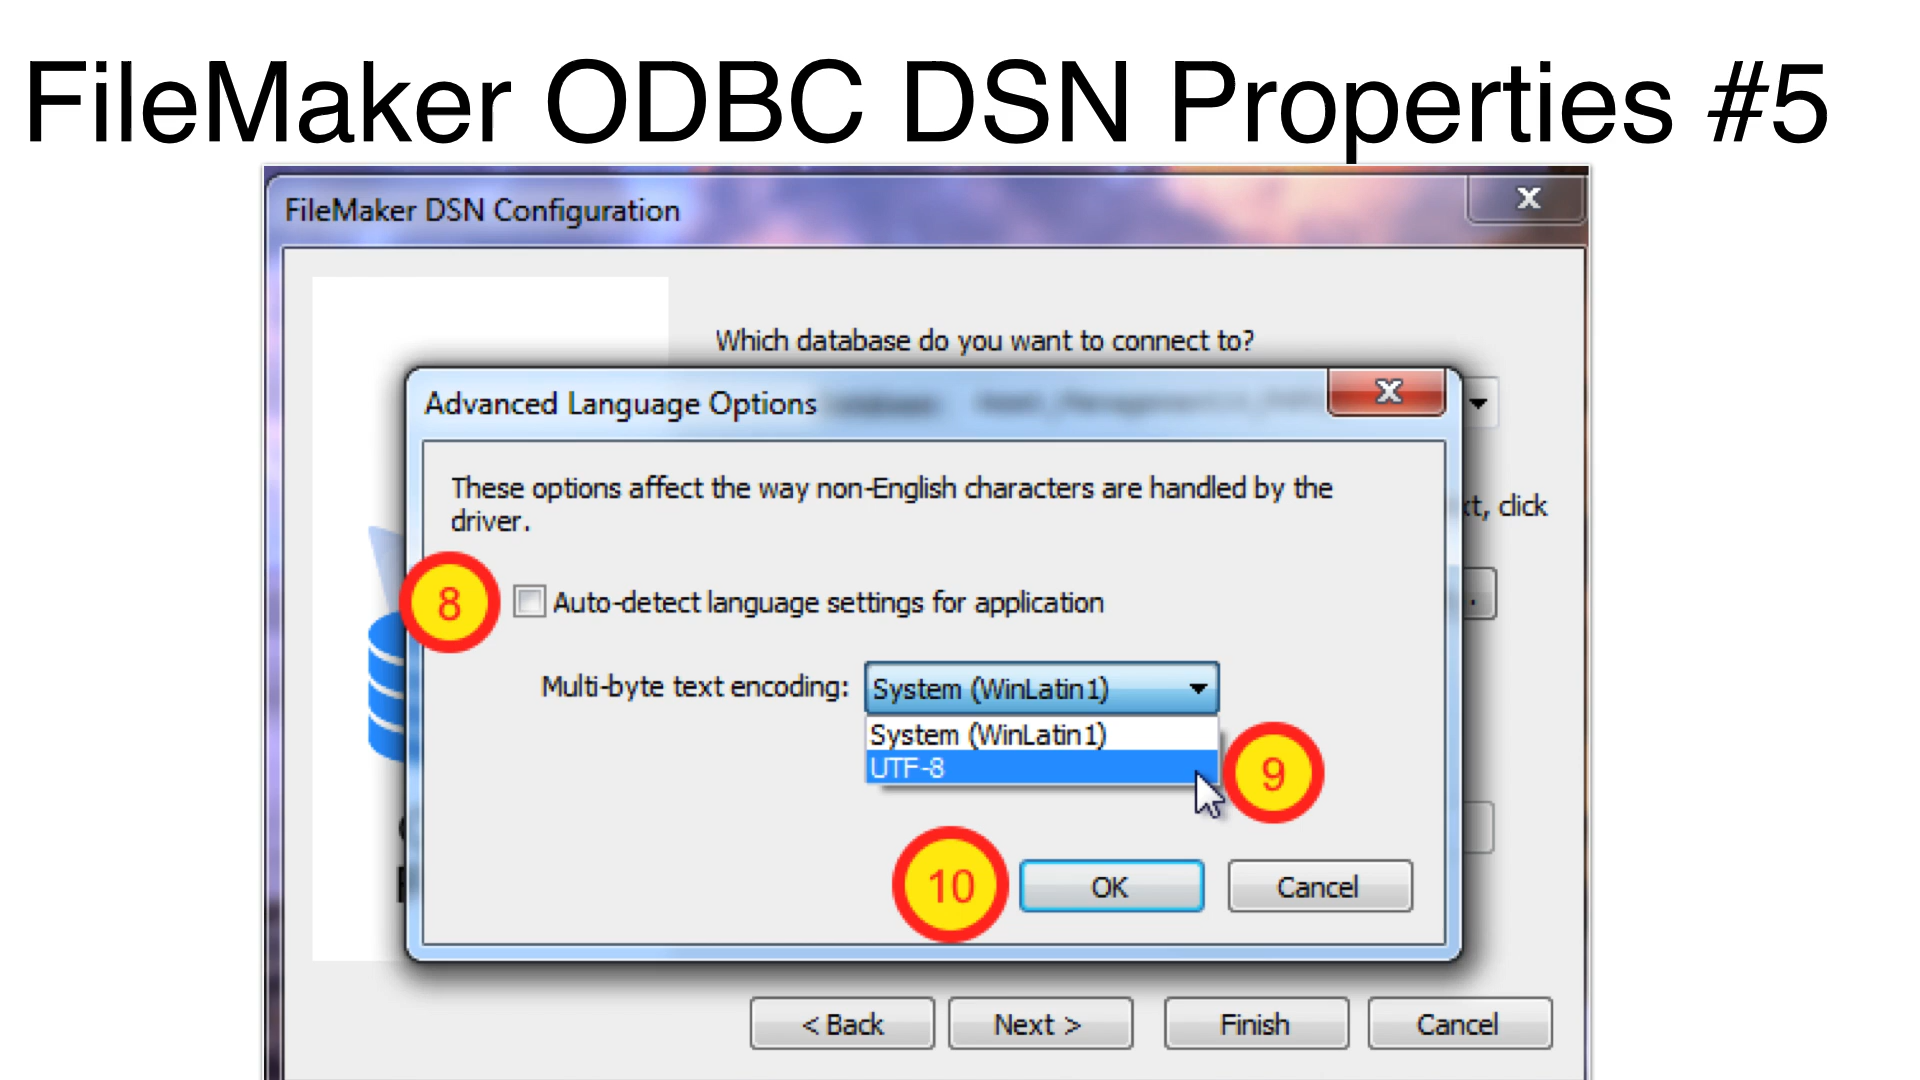 FileMaker ODBC DSN Properties #5
FileMaker DSN Configuration
Which database do you want to connect to?
Advanced Language Options
These options affect the way non-English characters are handled by the
driver.
click
8
Auto-detect language settings for application
Multi-byte text encoding: System (WinLatin1)
System (WinLatin1)
UTF-8
9
10
OK
Cancel
< Back
Next >
Finish
Cancel